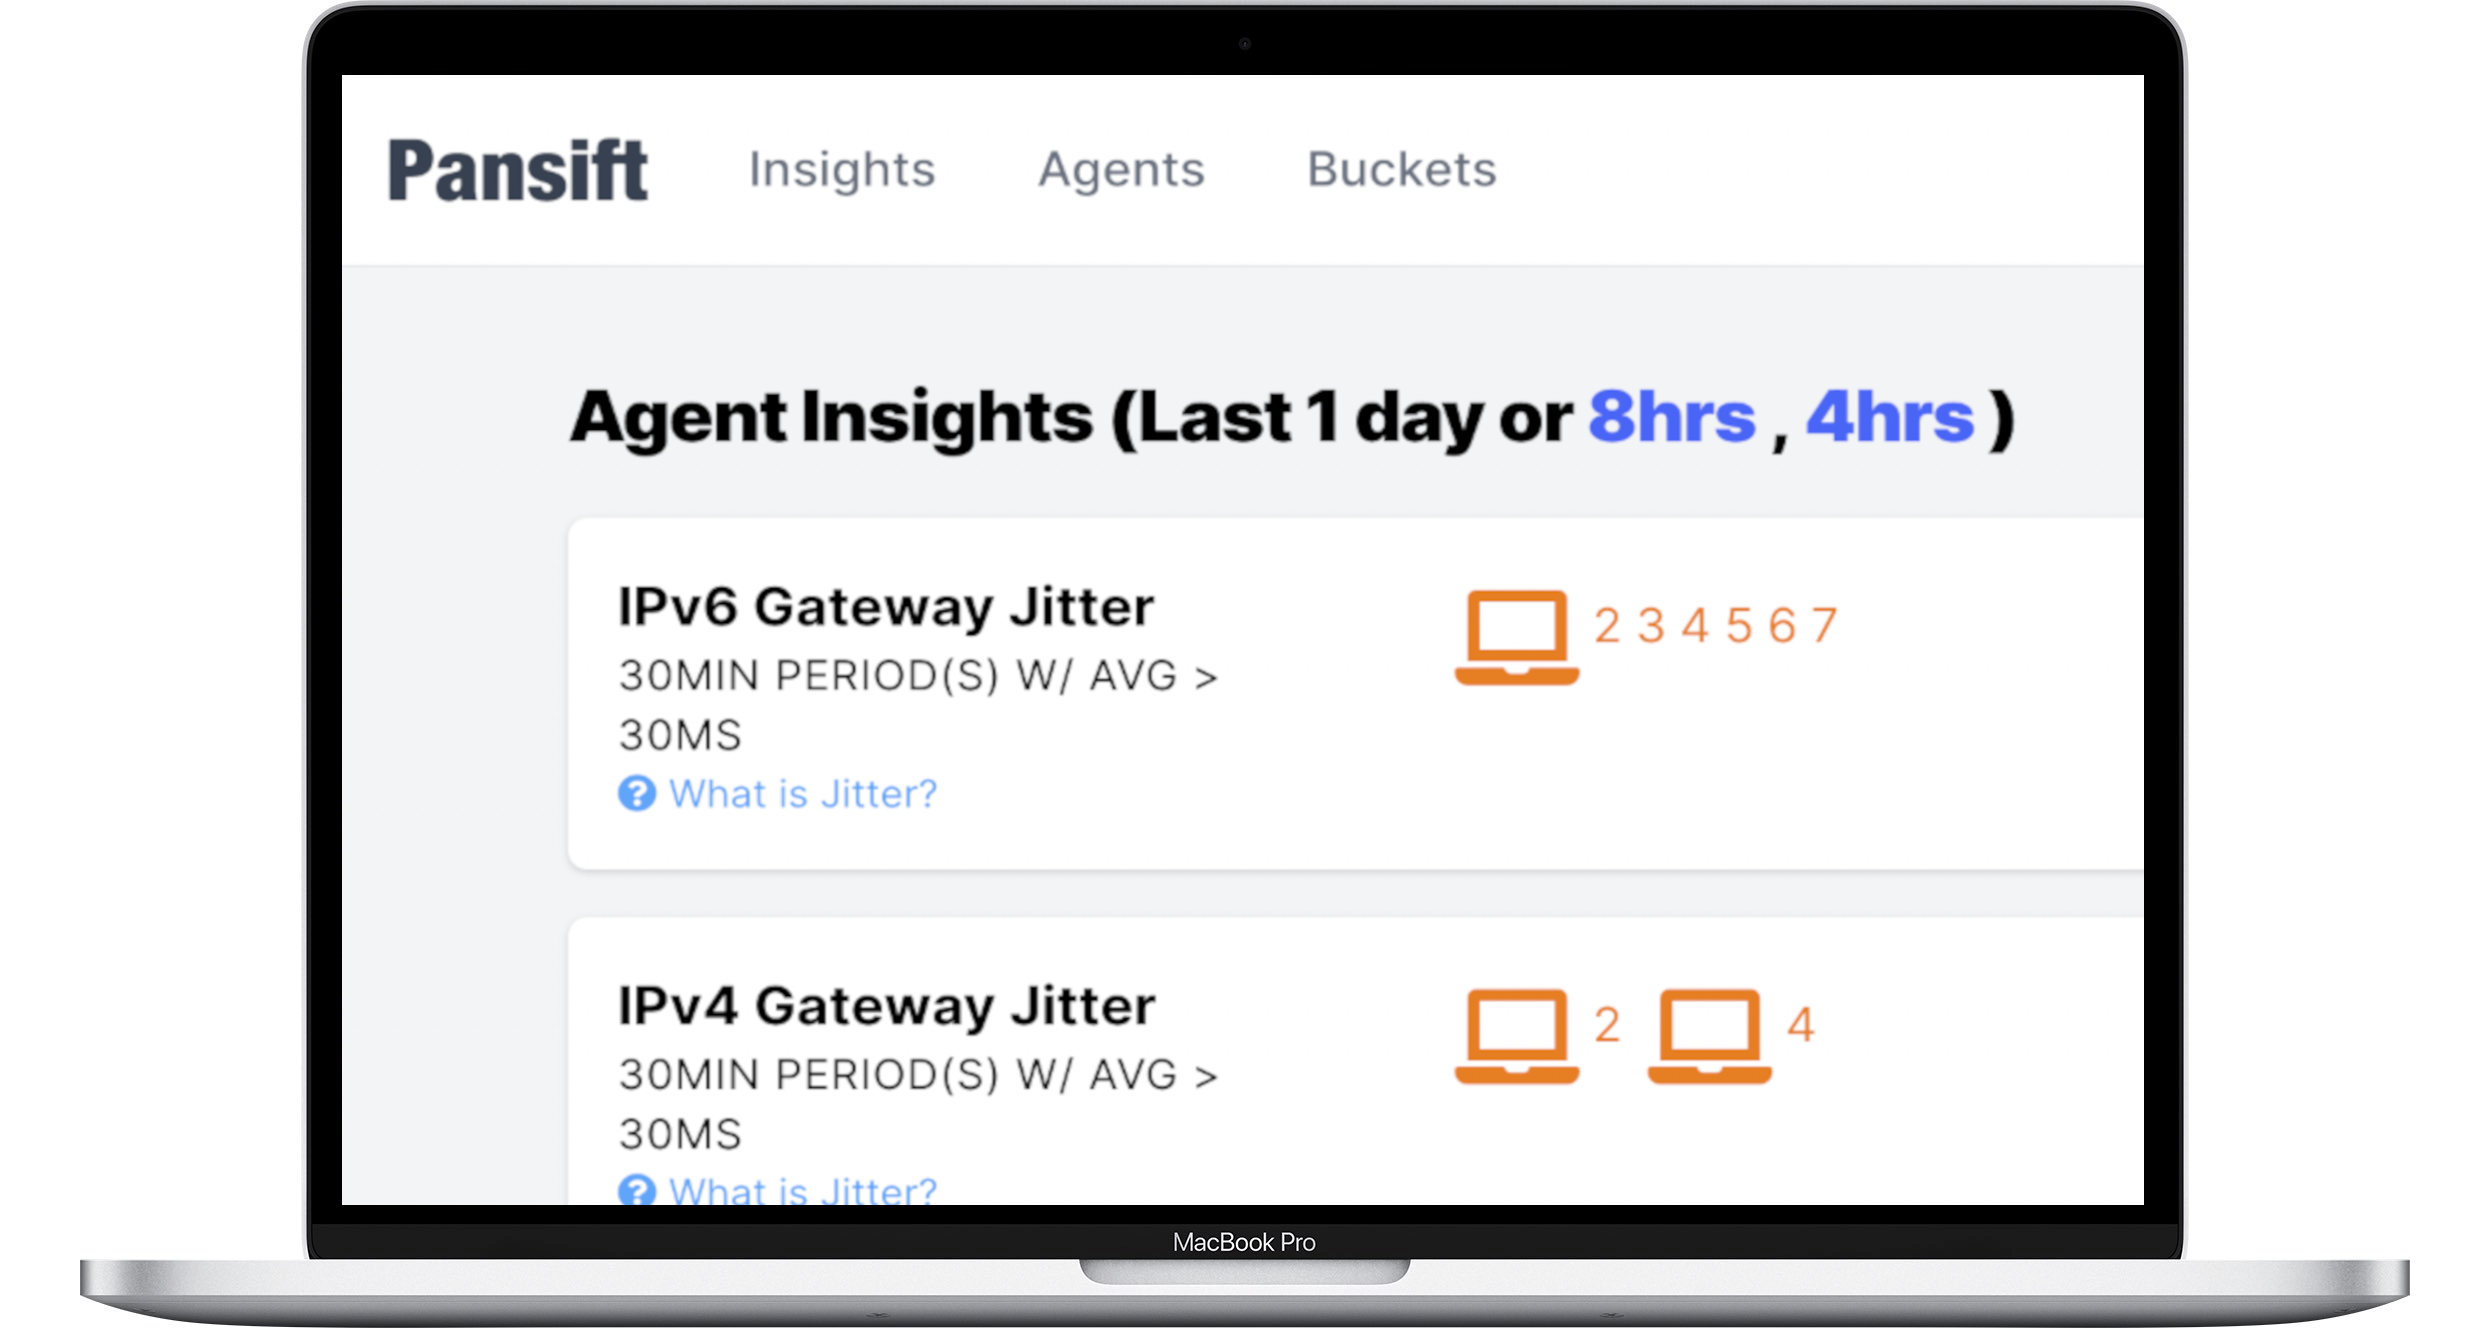 Pansift Insights Agents Buckets
Agent Insights (Last 1 day or 8hrs , 4hrs )
IPv6 Gateway Jitter
2 3 4 5 6 7
30MIN PERIOD(S) W/ AVG >
30MS
What is Jitter?
IPv4 Gateway Jitter
2 4
30MIN PERIOD(S) W/ AVG >
30MS
What is Jitter?
MacBook Pro